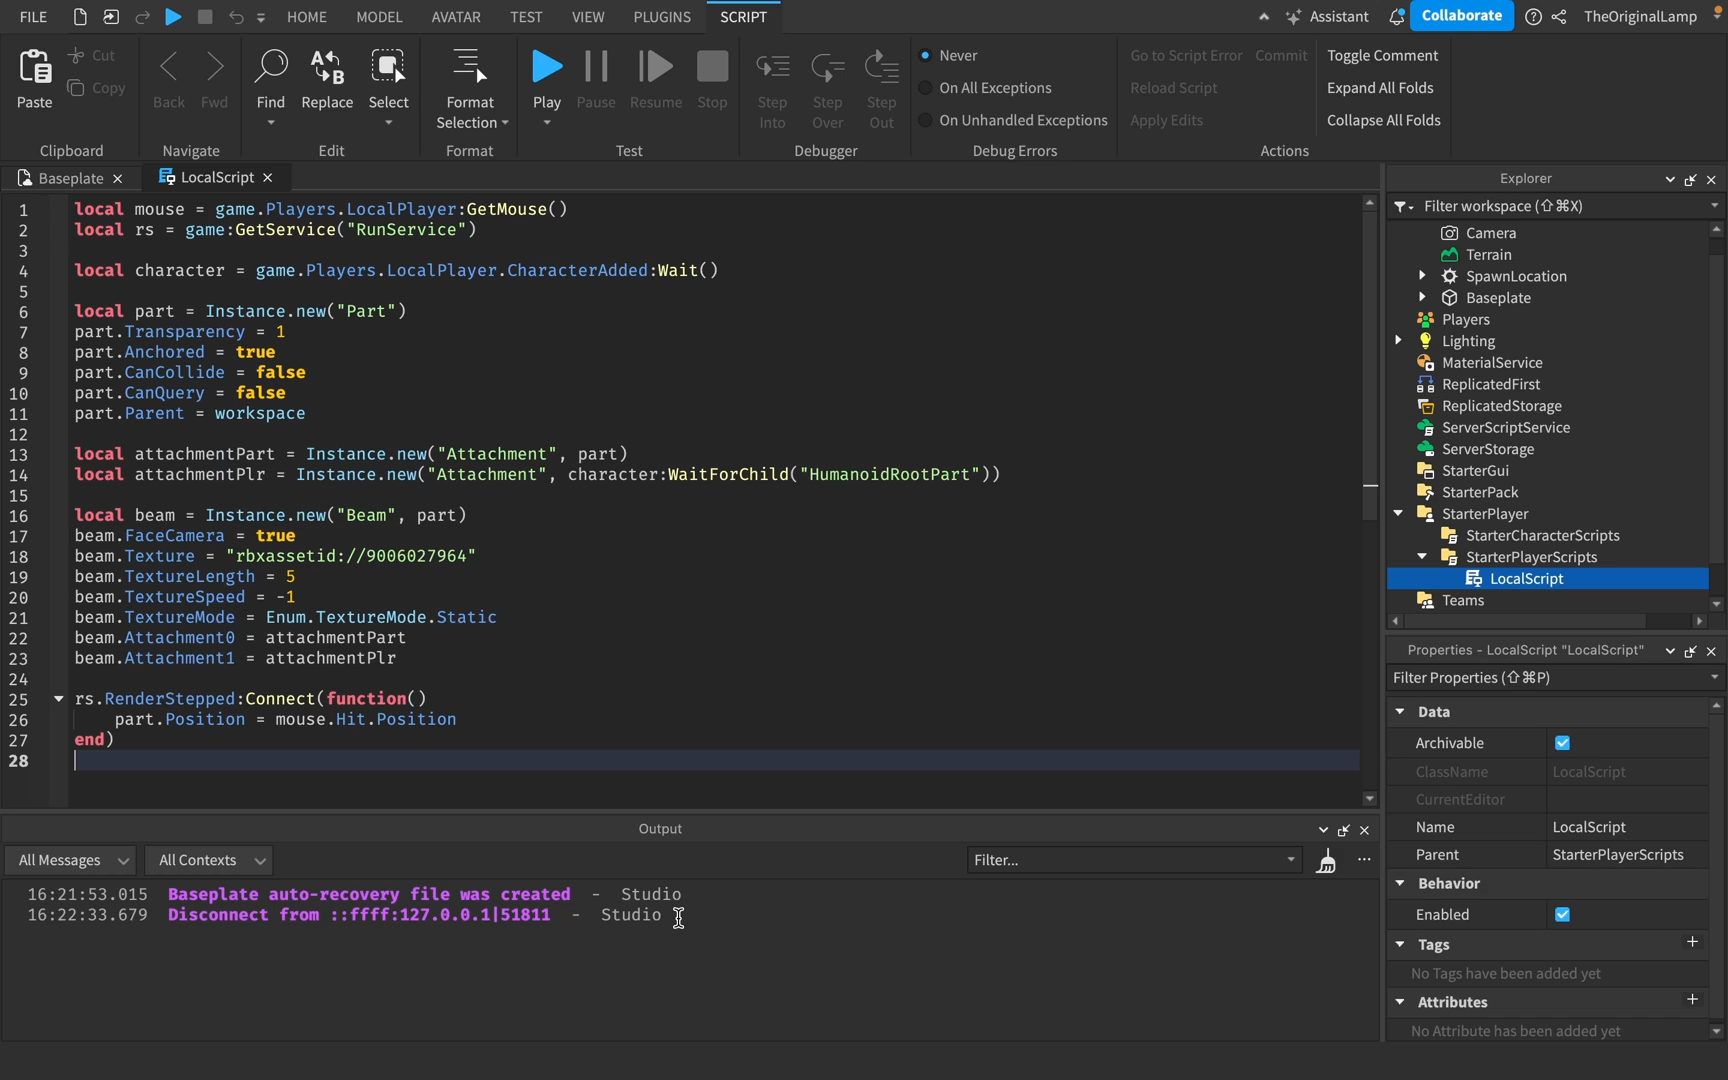 FILE HOME MODEL AVATAR TEST VIEW PLUGINS SCRIPT Assistant Collaborate TheOriginalLamp
Paste Cut Copy
Back Fwd
Find Replace Select
Format Selection
Play Pause Resume Stop
Step Into Step Over Step Out
Never
On All Exceptions
On Unhandled Exceptions
Go to Script Error Commit
Reload Script
Apply Edits
Toggle Comment
Expand All Folds
Collapse All Folds
Clipboard Navigate Edit Format Test Debugger Debug Errors Actions
Baseplate LocalScript
1 local mouse = game.Players.LocalPlayer:GetMouse()
2 local rs = game:GetService("RunService")
3
4 local character = game.Players.LocalPlayer.CharacterAdded:Wait()
5
6 local part = Instance.new("Part")
7 part.Transparency = 1
8 part.Anchored = true
9 part.CanCollide = false
10 part.CanQuery = false
11 part.Parent = workspace
12
13 local attachmentPart = Instance.new("Attachment", part)
14 local attachmentPlr = Instance.new("Attachment", character:WaitForChild("HumanoidRootPart"))
15
16 local beam = Instance.new("Beam", part)
17 beam.FaceCamera = true
18 beam.Texture = "rbxassetid://9006027964"
19 beam.TextureLength = 5
20 beam.TextureSpeed = -1
21 beam.TextureMode = Enum.TextureMode.Static
22 beam.Attachment0 = attachmentPart
23 beam.Attachment1 = attachmentPlr
24
25 rs.RenderStepped:Connect(function()
26 part.Position = mouse.Hit.Position
27 end)
28
Output
All Messages All Contexts Filter...
16:21:53.015 Baseplate auto-recovery file was created - Studio
16:22:33.679 Disconnect from ::ffff:127.0.0.1|51811 - Studio
Explorer
Filter workspace (⇧⌘X)
Camera
Terrain
SpawnLocation
Baseplate
Players
Lighting
MaterialService
ReplicatedFirst
ReplicatedStorage
ServerScriptService
ServerStorage
StarterGui
StarterPack
StarterPlayer
StarterCharacterScripts
StarterPlayerScripts
LocalScript
Teams
Properties - LocalScript "LocalScript"
Filter Properties (⇧⌘P)
Data
Archivable
ClassName LocalScript
CurrentEditor
Name LocalScript
Parent StarterPlayerScripts
Behavior
Enabled
Tags
No Tags have been added yet
Attributes
No Attribute has been added yet